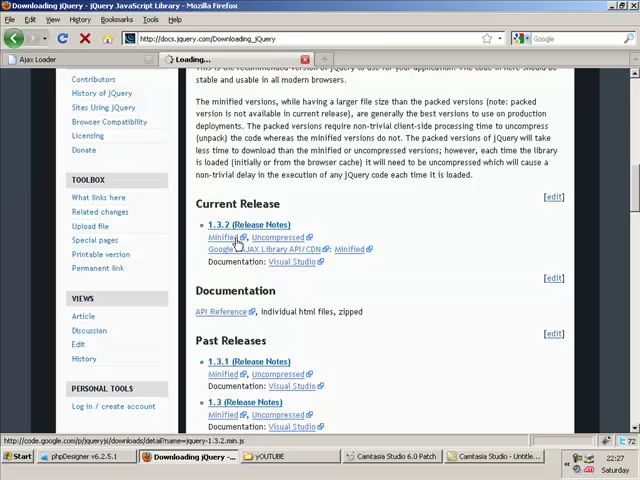 Downloading jQuery - jQuery JavaScript Library - Mozilla Firefox
File Edit View History Bookmarks Tools Help
http://docs.jquery.com/Downloading_jQuery
Google
Ajax Loader
Loading...
stable and usable in all modern browsers.
The minified versions, while having a larger file size than the packed versions (note: packed
version is not available in current release), are generally the best versions to use on production
deployments. The packed versions require non-trivial client-side processing time to uncompress
(unpack) the code whereas the minified versions do not. The packed versions of jQuery will
take less time to download than the minified or uncompressed versions; however, each time the library
is loaded (initially or from the browser cache) it will need to be uncompressed which will cause a
non-trivial delay in the execution of any jQuery code each time it is loaded.
Contributors
History of jQuery
Sites Using jQuery
Browser Compatibility
Licensing
Donate
TOOLBOX
What links here
Related changes
Upload file
Special pages
Printable version
Permanent link
VIEWS
Article
Discussion
Edit
History
PERSONAL TOOLS
Log in / create account
Current Release
[edit]
1.3.2 (Release Notes)
Minified, Uncompressed
Google AJAX Library API/CDN: Minified
Documentation: Visual Studio
[edit]
Documentation
API Reference, individual html files, zipped
[edit]
Past Releases
1.3.1 (Release Notes)
Minified, Uncompressed
Documentation: Visual Studio
1.3 (Release Notes)
Minified, Uncompressed
Documentation: Visual Studio
http://code.google.com/p/jqueryjs/downloads/detail?name=jquery-1.3.2.min.js
72
Start
phpDesigner v6.2.5.1
Downloading jQuery -...
yOUTUBE
Camtasia Studio 6.0 Patch
Camtasia Studio - Untitle...
22:27
Saturday